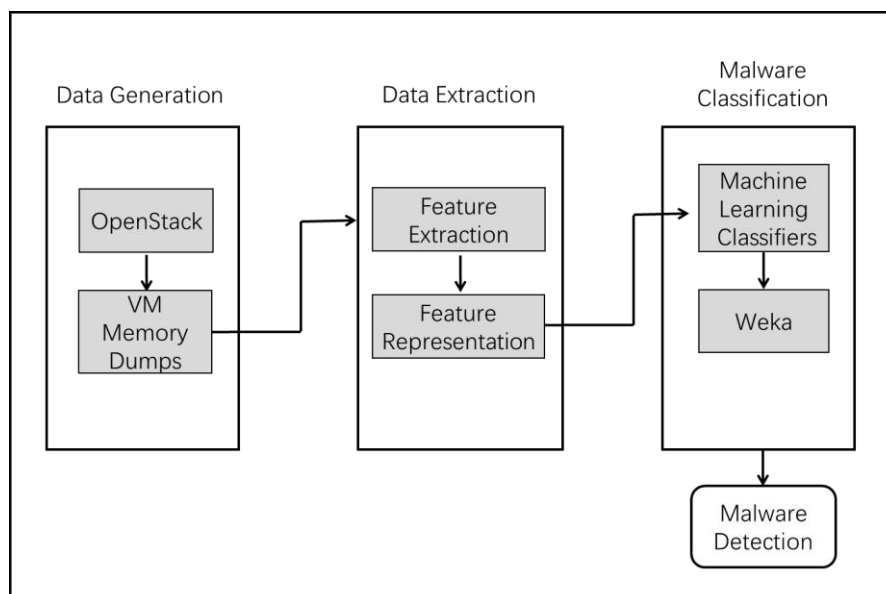 Data Generation
OpenStack
VM
Memory
Dumps
Data Extraction
Feature
Extraction
Feature
Representation
Malware
Classification
Machine
Learning
Classifiers
Weka
Malware
Detection